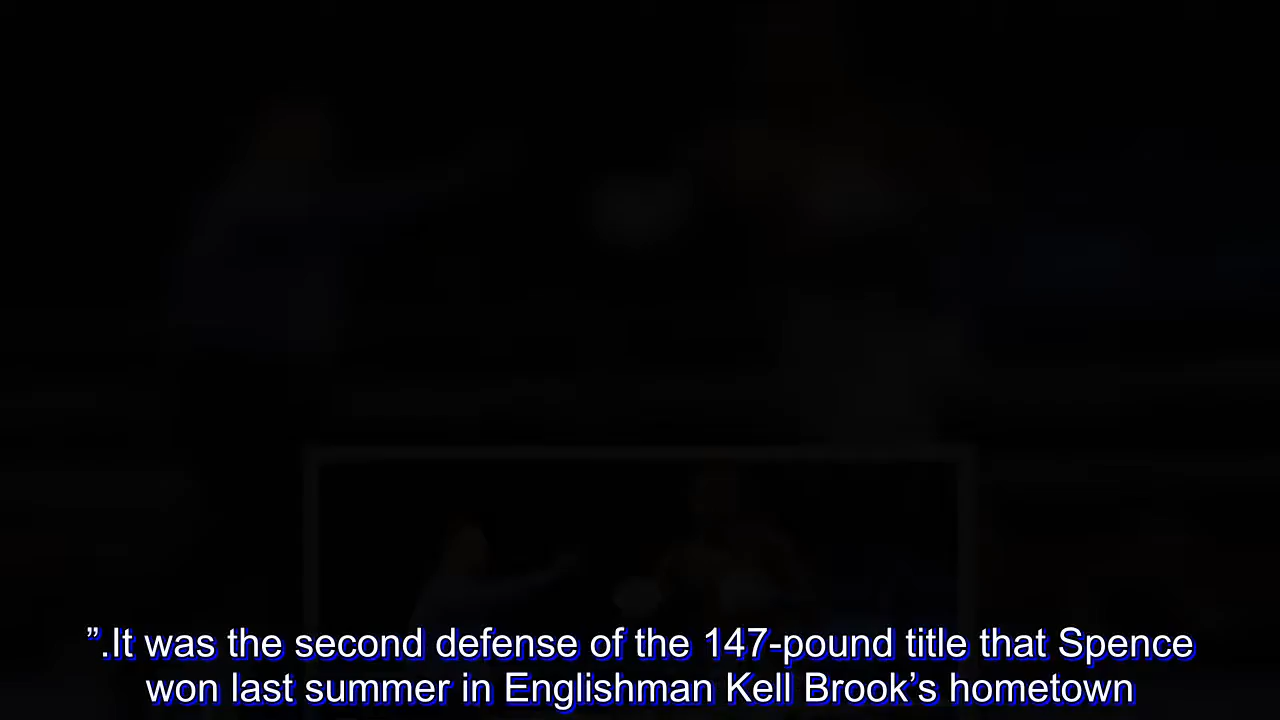 ”.It was the second defense of the 147-pound title that Spence
won last summer in Englishman Kell Brook’s hometown